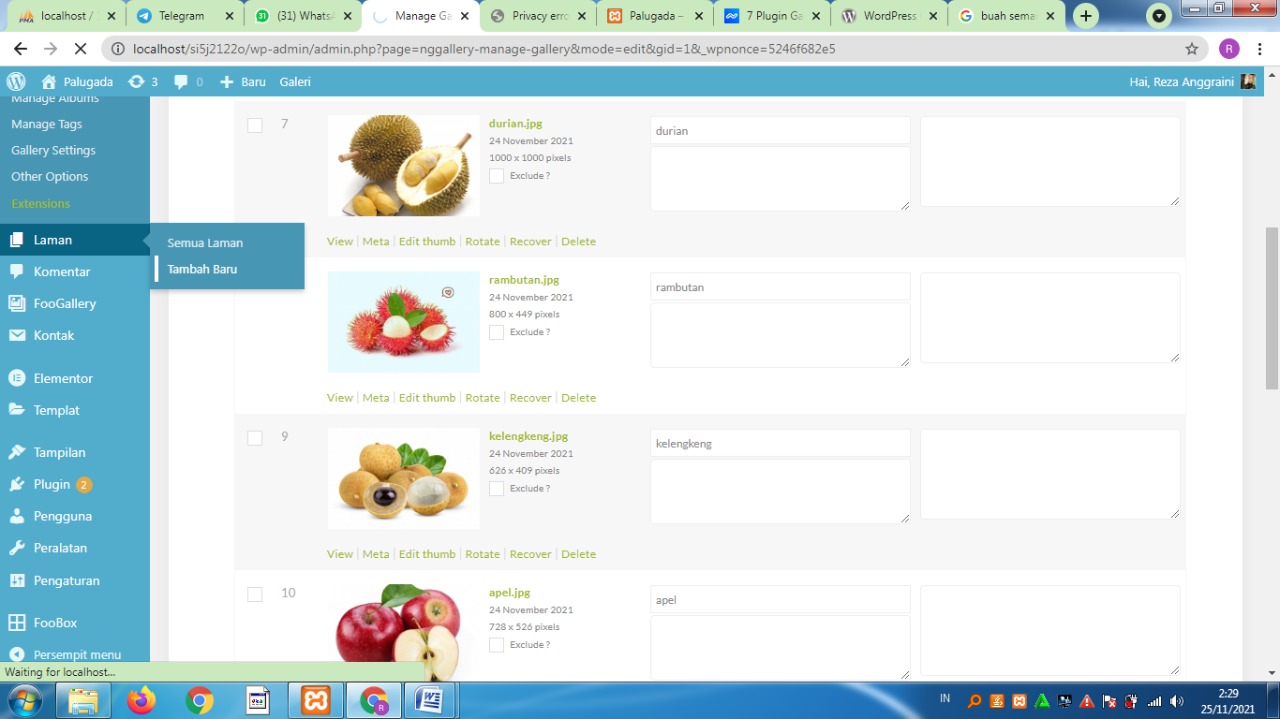 localhost /
Telegram
(31) Whats
Manage Ga
Privacy erro
Palugada –
7 Plugin Ga
WordPress
buah sema
localhost/si5j2122o/wp-admin/admin.php?page=nggallery-manage-gallery&mode=edit&gid=1&_wpnonce=5246f682e5
R
Palugada 3 0 Baru Galeri
Hai, Reza Anggraini
Manage Albums
Manage Tags
Gallery Settings
Other Options
Extensions
Laman
Semua Laman
Tambah Baru
Komentar
FooGallery
Kontak
Elementor
Templat
Tampilan
Plugin 2
Pengguna
Peralatan
Pengaturan
FooBox
Persempit menu
7
durian.jpg
24 November 2021
1000 x 1000 pixels
Exclude ?
durian
View | Meta | Edit thumb | Rotate | Recover | Delete
rambutan.jpg
24 November 2021
800 x 449 pixels
Exclude ?
rambutan
View | Meta | Edit thumb | Rotate | Recover | Delete
9
kelengkeng.jpg
24 November 2021
626 x 409 pixels
Exclude ?
kelengkeng
View | Meta | Edit thumb | Rotate | Recover | Delete
10
apel.jpg
24 November 2021
728 x 526 pixels
Exclude ?
apel
Waiting for localhost...
IN
2:29
25/11/2021